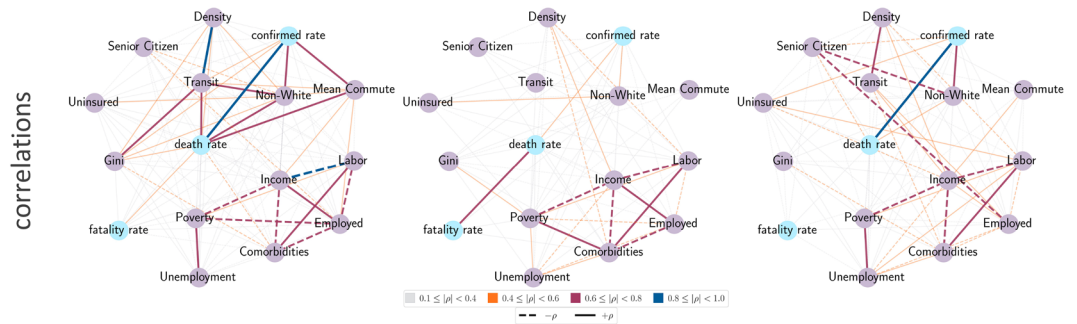 correlations
Density
confirmed rate
Senior Citizen
Transit
Non-White
Mean Commute
Uninsured
death rate
Gini
Labor
Income
Poverty
Employed
fatality rate
Comorbidities
Unemployment
Density
confirmed rate
Senior Citizen
Transit
Non-White
Mean Commute
Uninsured
death rate
Gini
Labor
Income
Poverty
Employed
fatality rate
Comorbidities
Unemployment
Density
confirmed rate
Senior Citizen
Transit
Non-White
Mean Commute
Uninsured
death rate
Gini
Labor
Income
Poverty
Employed
fatality rate
Comorbidities
Unemployment
0.1 ≤ |ρ| < 0.4 0.4 ≤ |ρ| < 0.6 0.6 ≤ |ρ| < 0.8 0.8 ≤ |ρ| < 1.0
−ρ +ρ